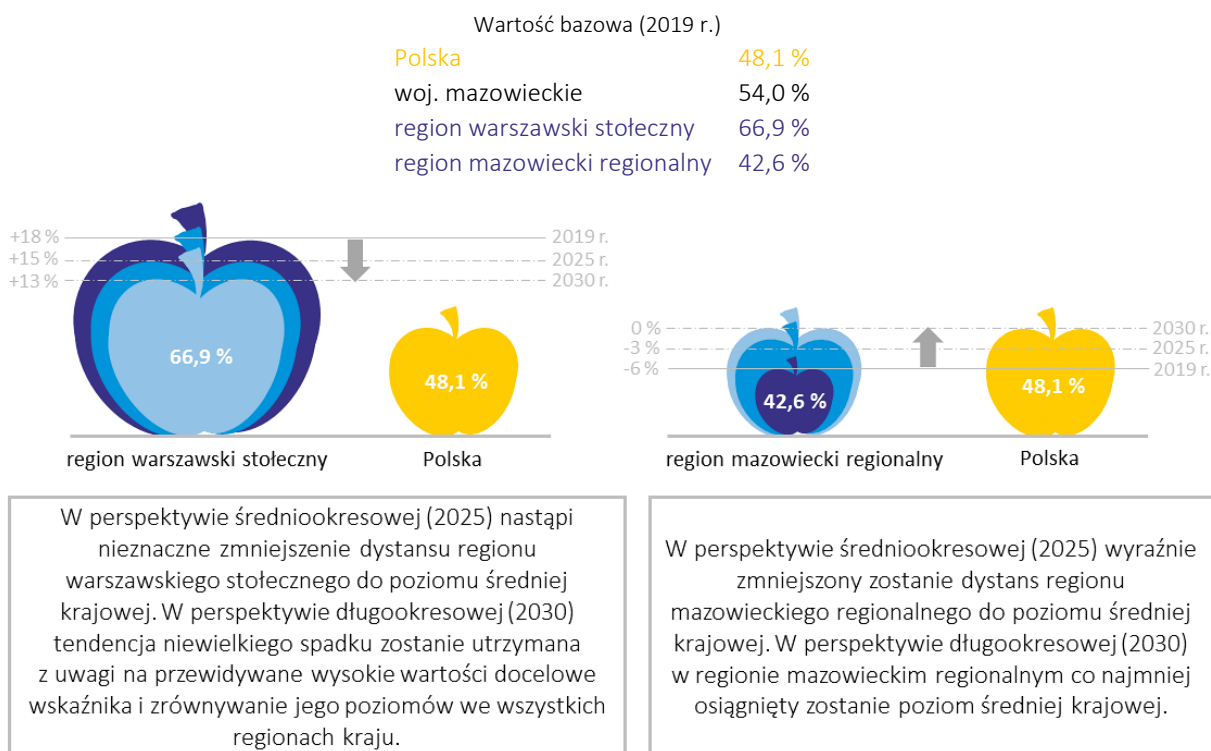 Wartość bazowa (2019 r.)
Polska 48,1 %
woj. mazowieckie 54,0 %
region warszawski stołeczny 66,9 %
region mazowiecki regionalny 42,6 %
+18 % 2019 r.
+15 % 2025 r.
+13 % 2030 r.
66,9 %
48,1 %
region warszawski stołeczny Polska
0 % 2030 r.
-3 % 2025 r.
-6 % 2019 r.
42,6 %
48,1 %
region mazowiecki regionalny Polska
W perspektywie średniookresowej (2025) nastąpi
nieznaczne zmniejszenie dystansu regionu
warszawskiego stołecznego do poziomu średniej
krajowej. W perspektywie długookresowej (2030)
tendencja niewielkiego spadku zostanie utrzymana
z uwagi na przewidywane wysokie wartości docelowe
wskaźnika i zrównywanie jego poziomów we wszystkich
regionach kraju.
W perspektywie średniookresowej (2025) wyraźnie
zmniejszony zostanie dystans regionu
mazowieckiego regionalnego do poziomu średniej
krajowej. W perspektywie długookresowej (2030)
w regionie mazowieckim regionalnym co najmniej
osiągnięty zostanie poziom średniej krajowej.